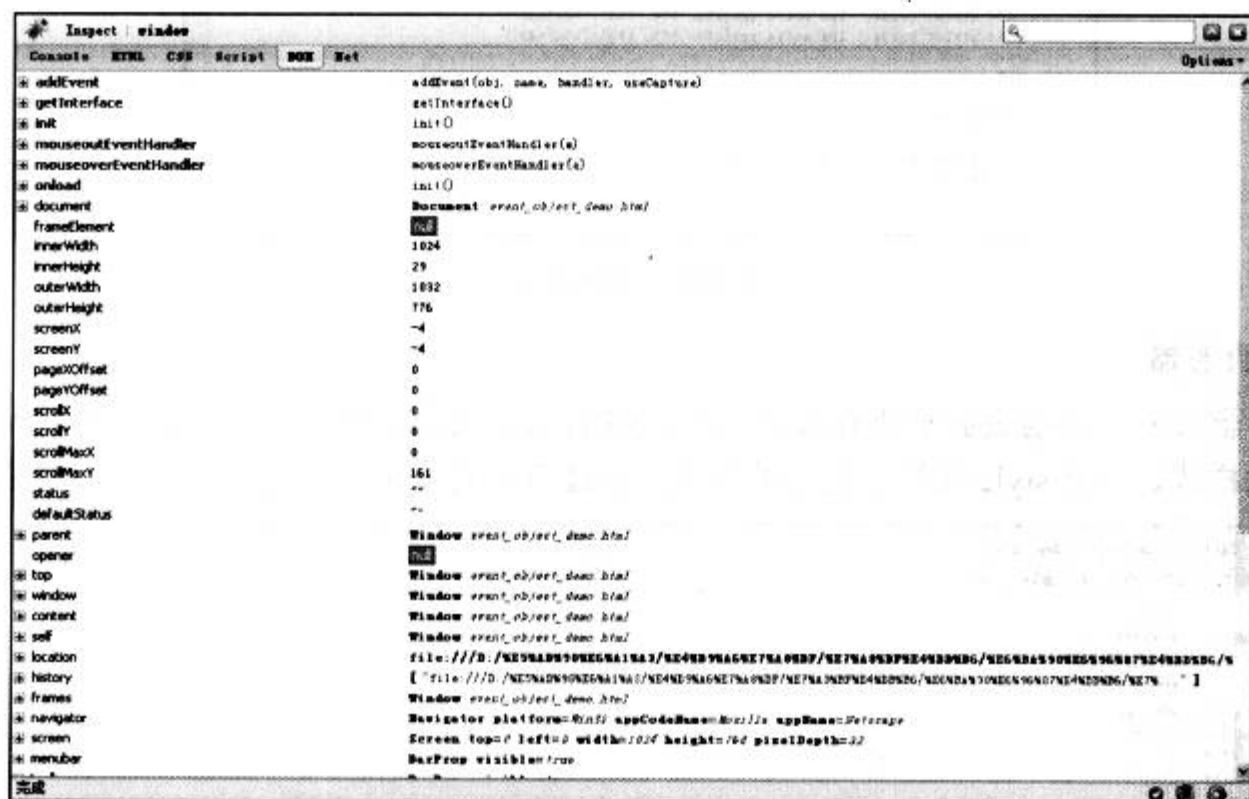 Inspect | window
Console HTML CSS Script DOM Net Options
addEvent addEvent(obj, name, handler, useCapture)
getInterface getInterface()
init init()
mouseoutEventHandler mouseoutEventHandler(e)
mouseoverEventHandler mouseoverEventHandler(e)
onload init()
document Document event_object_demo.html
frameElement null
innerWidth 1024
innerHeight 29
outerWidth 1032
outerHeight 776
screenX -4
screenY -4
pageXOffset 0
pageYOffset 0
scrollX 0
scrollY 0
scrollMaxX 0
scrollMaxY 161
status ""
defaultStatus ""
parent Window event_object_demo.html
opener null
top Window event_object_demo.html
window Window event_object_demo.html
content Window event_object_demo.html
self Window event_object_demo.html
location
history
frames Window event_object_demo.html
navigator Navigator platform=Win32 appCodeName=Mozilla appName=Netscape
screen Screen top=0 left=0 width=1024 height=768 pixelDepth=32
menubar BarProp visible=true
完成